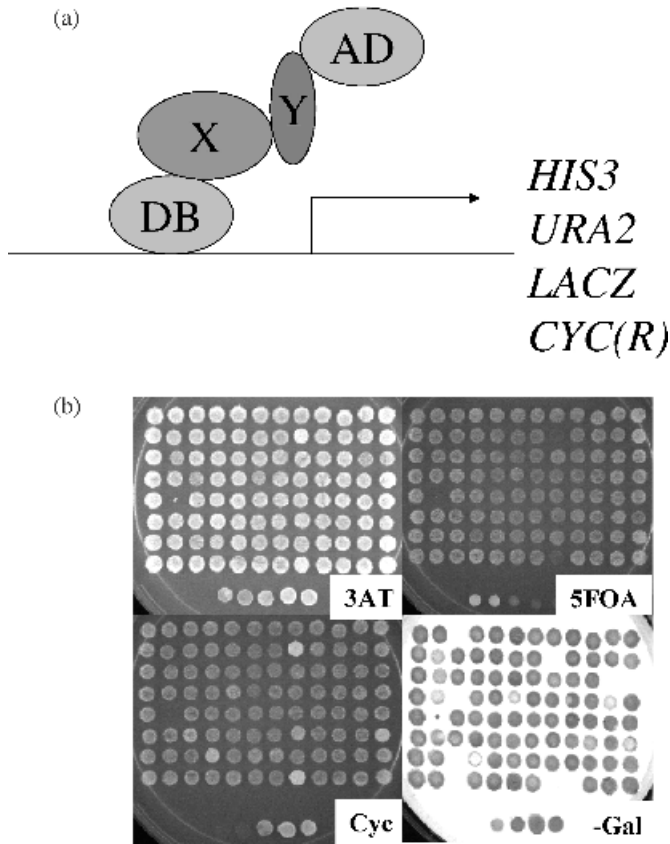 (a)
AD
Y
X
DB
HIS3
URA2
LACZ
CYC(R)
(b)
3AT
5FOA
Cyc
-Gal